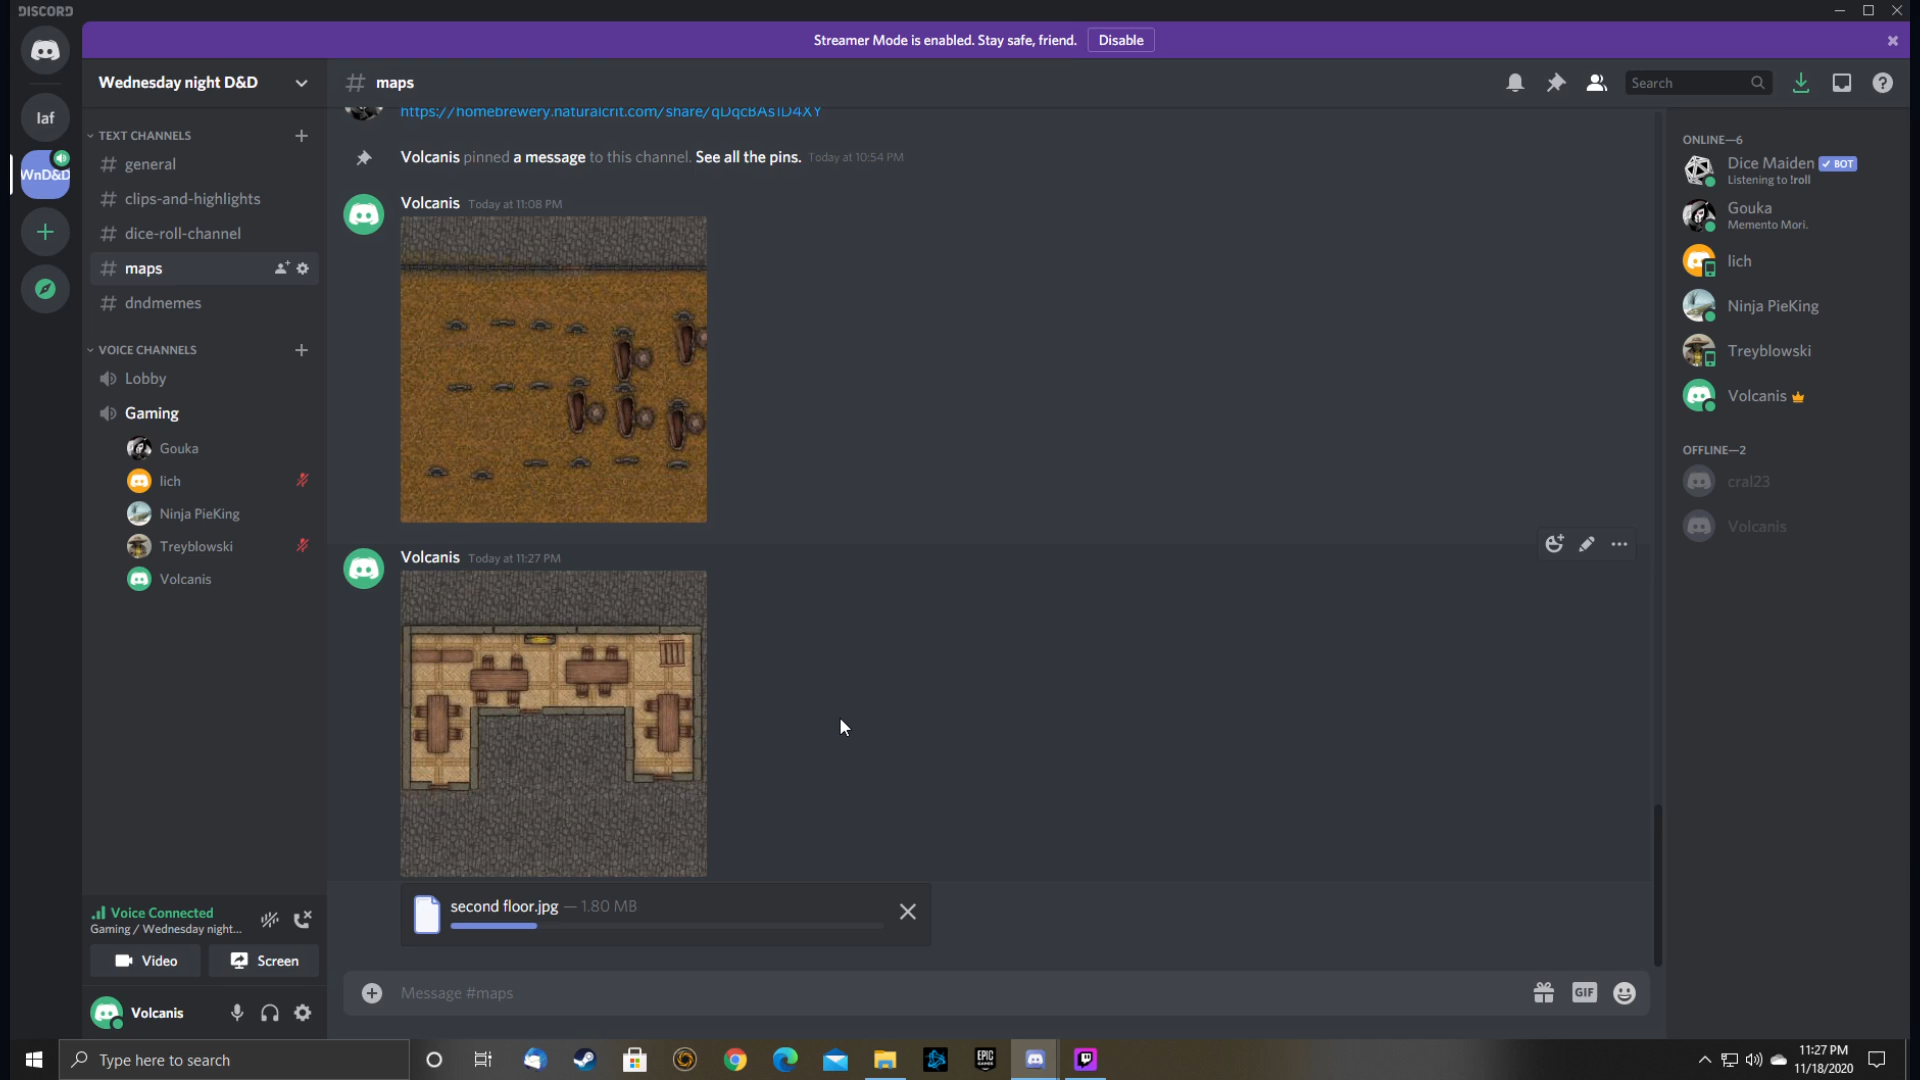 DISCORD
Streamer Mode is enabled. Stay safe, friend. Disable
Wednesday night D&D
maps
Search
Iaf
WnD&D
TEXT CHANNELS
general
clips-and-highlights
dice-roll-channel
maps
dndmemes
VOICE CHANNELS
Lobby
Gaming
Gouka
lich
Ninja PieKing
Treyblowski
Volcanis
Voice Connected
Gaming / Wednesday night...
Video
Screen
Volcanis
Volcanis pinned a message to this channel. See all the pins. Today at 10:54 PM
Volcanis Today at 11:08 PM
Volcanis Today at 11:27 PM
second floor.jpg — 1.80 MB
Message #maps
GIF
ONLINE—6
Dice Maiden BOT
Listening to !roll
Gouka
Memento Mori.
lich
Ninja PieKing
Treyblowski
Volcanis
OFFLINE—2
cral23
Volcanis
Type here to search
EPIC
GAMES
11:27 PM
11/18/2020